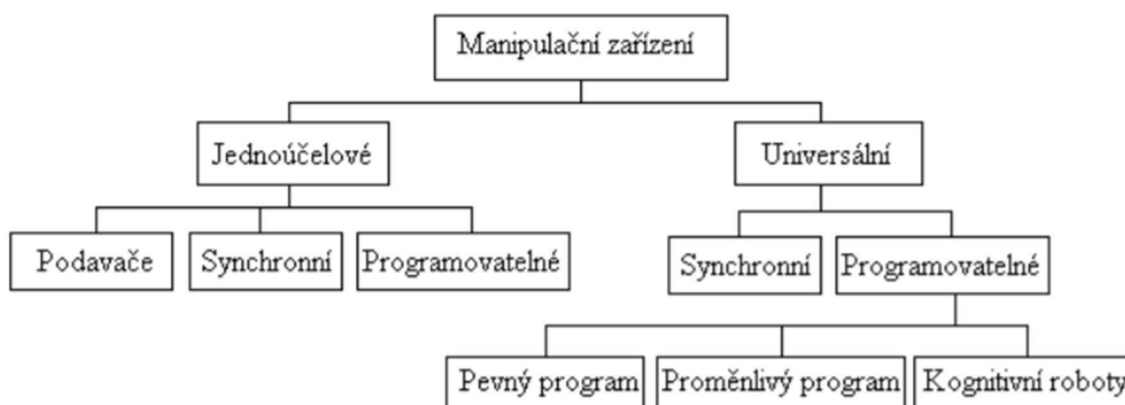 Manipulační zařízení
Jednoúčelové
Universální
Podavače
Synchronní
Programovatelné
Synchronní
Programovatelné
Pevný program
Proměnlivý program
Kognitivní roboty